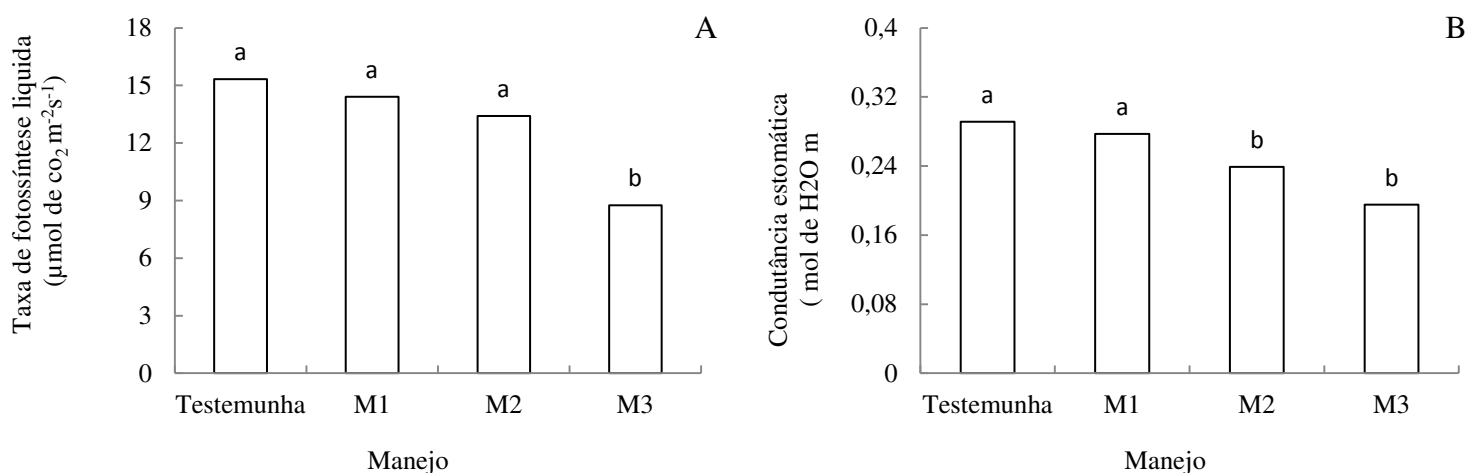 A
Taxa de fotossíntese liquida
(µmol de co₂ m⁻²s⁻¹)
18
15
12
9
6
3
0
a
a
a
b
Testemunha
M1
M2
M3
Manejo
B
Condutância estomática
( mol de H2O m
0,4
0,32
0,24
0,16
0,08
0
a
a
b
b
Testemunha
M1
M2
M3
Manejo